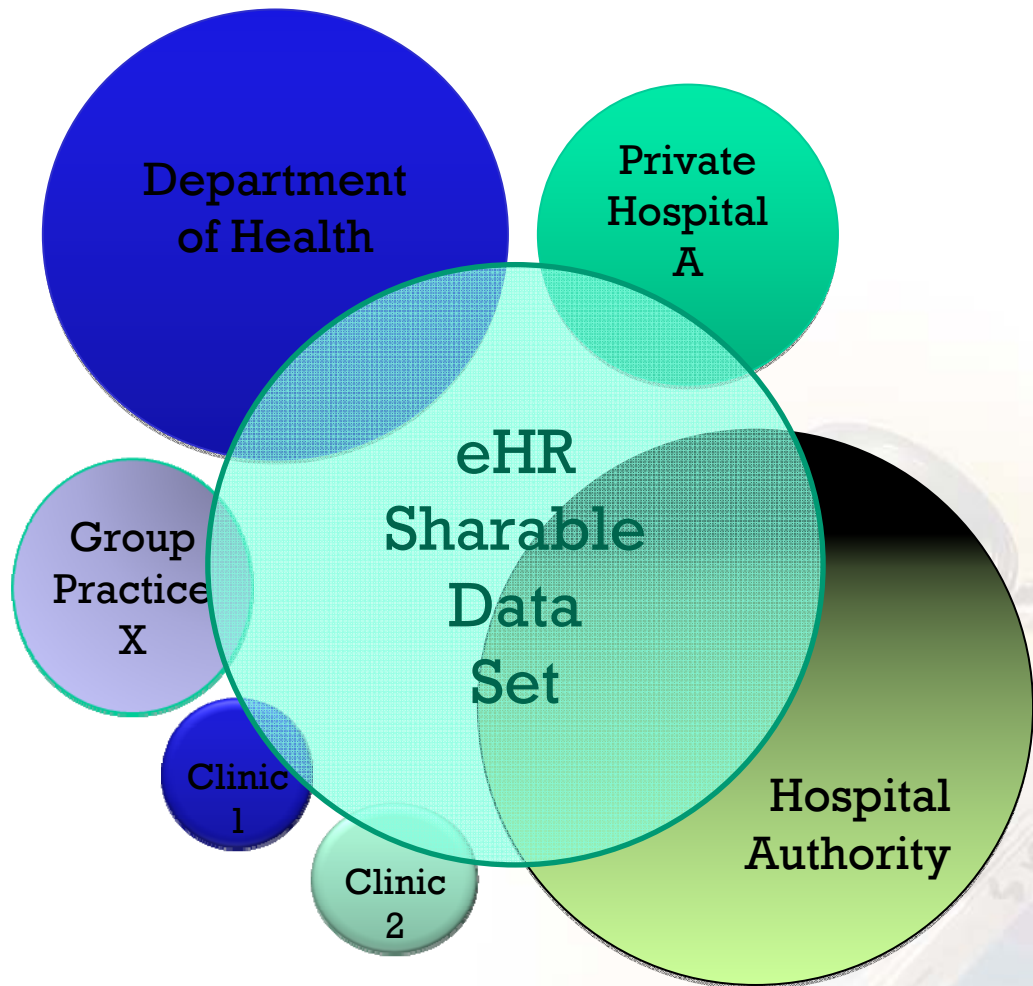 Department
of Health
Private
Hospital
A
eHR
Sharable
Data
Set
Group
Practice
X
Clinic
1
Clinic
2
Hospital
Authority